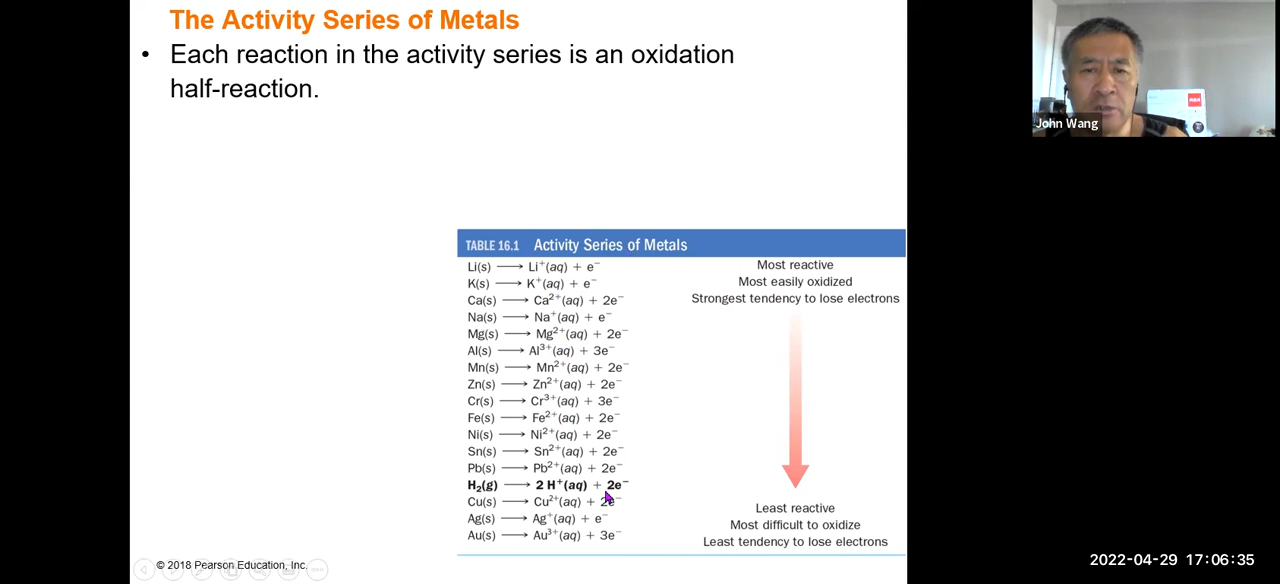 The Activity Series of Metals
• Each reaction in the activity series is an oxidation
half-reaction.
John Wang
TABLE 16.1 Activity Series of Metals
Li(s) ⟶ Li⁺(aq) + e⁻
K(s) ⟶ K⁺(aq) + e⁻
Ca(s) ⟶ Ca²⁺(aq) + 2e⁻
Na(s) ⟶ Na⁺(aq) + e⁻
Mg(s) ⟶ Mg²⁺(aq) + 2e⁻
Al(s) ⟶ Al³⁺(aq) + 3e⁻
Mn(s) ⟶ Mn²⁺(aq) + 2e⁻
Zn(s) ⟶ Zn²⁺(aq) + 2e⁻
Cr(s) ⟶ Cr³⁺(aq) + 3e⁻
Fe(s) ⟶ Fe²⁺(aq) + 2e⁻
Ni(s) ⟶ Ni²⁺(aq) + 2e⁻
Sn(s) ⟶ Sn²⁺(aq) + 2e⁻
Pb(s) ⟶ Pb²⁺(aq) + 2e⁻
H₂(g) ⟶ 2 H⁺(aq) + 2e⁻
Cu(s) ⟶ Cu²⁺(aq) + 2e⁻
Ag(s) ⟶ Ag⁺(aq) + e⁻
Au(s) ⟶ Au³⁺(aq) + 3e⁻
Most reactive
Most easily oxidized
Strongest tendency to lose electrons
Least reactive
Most difficult to oxidize
Least tendency to lose electrons
© 2018 Pearson Education, Inc.
2022-04-29 17:06:35